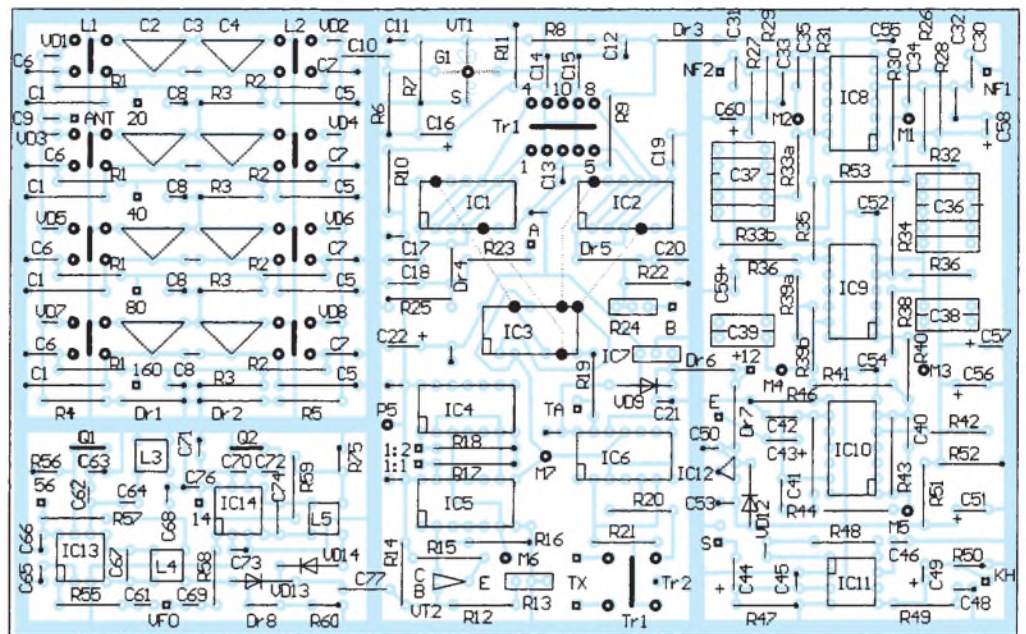 L1 C2 C3 C4 L2 VD2
VD1 C10
C6 R1 R2 C7
C1 C8 R3 C5
C9 ANT 20
VD3 VD4
C6 R1 R2 C7
C1 C8 R3 C5
40
VD5 VD6
C6 R1 R2 C7
C1 C8 R3 C5
80
VD7 VD8
C6 R1 R2 C7
C1 160 C8 R3 C5
R4 Dr1 Dr2 R5
Q1 C71 Q2
R56 C63 L3 C76 C70 C72 R59 R75
56 C62 C64 IC14 C74 L5
R57 C68 14
C66 IC13 C67 L4 R58 C73 VD14
C65 VD13 C77
R55 C61 C69
VFO Dr8 R60
C11 VT1 R11 R8 C12 Dr3
G1 C14 C15
R7 S 4 10 8
R6 C16 + Tr1 R9
C19
R10 1 C13 5
IC1 IC2
A
C17 R23 Dr5 C20
C18 Dr4 R22
R25 R24 B
C22 + IC3 IC7 Dr6
R19 VD9 C21
P5 IC4 TA
1:2 R18
1:1 R17 M7 IC6
IC5 R20
R14 R16 R21
R15 M6 TX Tr2
C B E
VT2 R12 R13 Tr1
C31 R29 C35 C55 R26 C32
R27 C33 R31 R30 C34 R28 C30
NF2 IC8 NF1
C60 + M2 M1 + C58
C37 R33a R53 R32
C52 C36
R35 R34
R33b
C59+ R36 IC9 R36
R39a R38
C39 C38
+12 R39b C54 R40 C57 +
M4 R41 M3 C56 +
E Dr7 R46
C50 C42 C40 R42
C43+ IC10 R52
IC12 C41 R43
C53 VD12 R44 R51 C51 +
M5
S R48
C44 C45 C46 C49 R50
+ IC11 + KH
R47 R49 C48